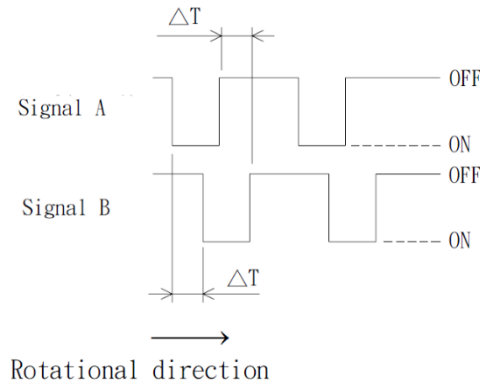 △T
OFF
Signal A
ON
OFF
Signal B
ON
△T
Rotational direction